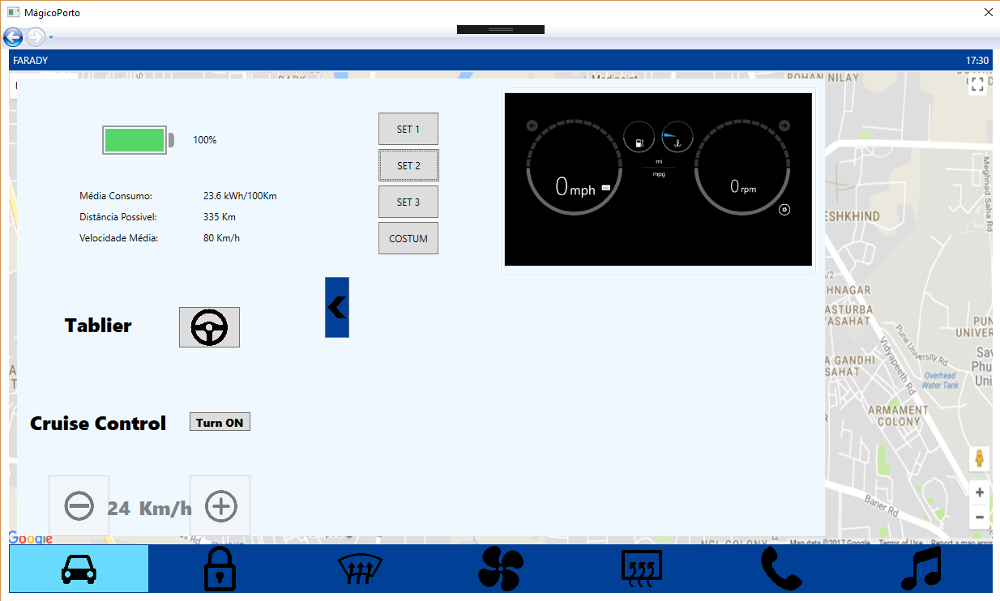 MágicoPorto
FARADY
17:30
ROHAN NILAY
100%
SET 1
SET 2
SET 3
COSTUM
Média Consumo: 23.6 kWh/100Km
Distância Possivel: 335 Km
Velocidade Média: 80 Km/h
0 mph
mi
mpg
0 rpm
Meghnad Saha Rd
ESHKHIND
HNAGAR
ASTURBA
ASAHAT
Tablier
PUN
UNIVER
Pune University Rd
Vidyapeeth Rd
A GANDHI
SAHAT
Sav
Phu
Uni
Overhead
Water Tank
ARMAMENT
COLONY
Cruise Control
Turn ON
24 Km/h
Baner Rd
Google
NCL COLONY
Map data ©2017 Google
Terms of Use
Report a map error